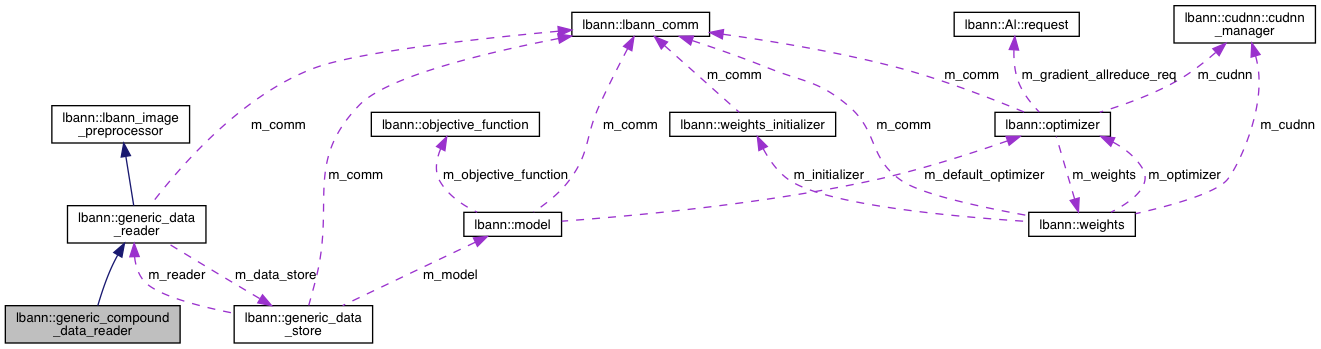 lbann::lbann_comm
lbann::Al::request
lbann::cudnn::cudnn
_manager
m_comm
m_comm
m_gradient_allreduce_req
m_cudnn
lbann::lbann_image
_preprocessor
lbann::objective_function
lbann::weights_initializer
lbann::optimizer
m_comm
m_comm
m_comm
m_cudnn
m_comm
m_objective_function
m_initializer
m_default_optimizer
m_weights
m_optimizer
lbann::generic_data
_reader
lbann::model
lbann::weights
m_reader
m_data_store
m_model
lbann::generic_compound
_data_reader
lbann::generic_data
_store